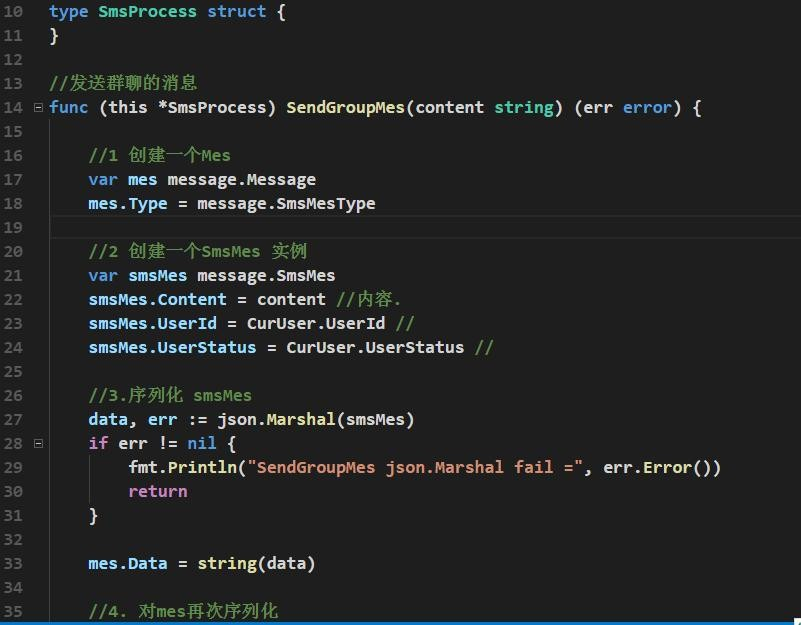 10 type SmsProcess struct {
11 }
12
13 //发送群聊的消息
14 func (this *SmsProcess) SendGroupMes(content string) (err error) {
15
16 //1 创建一个Mes
17 var mes message.Message
18 mes.Type = message.SmsMesType
19
20 //2 创建一个SmsMes 实例
21 var smsMes message.SmsMes
22 smsMes.Content = content //内容.
23 smsMes.UserId = CurUser.UserId //
24 smsMes.UserStatus = CurUser.UserStatus //
25
26 //3.序列化 smsMes
27 data, err := json.Marshal(smsMes)
28 if err != nil {
29 fmt.Println("SendGroupMes json.Marshal fail =", err.Error())
30 return
31 }
32
33 mes.Data = string(data)
34
35 //4. 对mes再次序列化